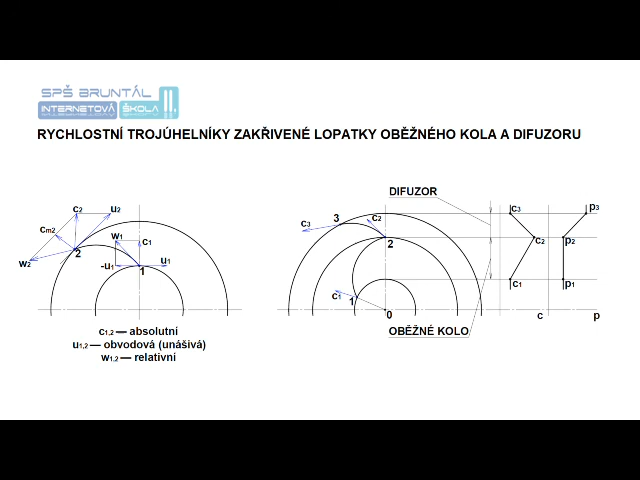 SPŠ BRUNTÁL
INTERNETOVÁ ŠKOLA
RYCHLOSTNÍ TROJÚHELNÍKY ZAKŘIVENÉ LOPATKY OBĚŽNÉHO KOLA A DIFUZORU
c2 u2
cm2
w2
2
w1
c1
-u1
u1
1
DIFUZOR
c3
3
c2
2
c1
1
0
OBĚŽNÉ KOLO
c3
p3
c2
p2
c1
p1
c
p
c1,2 — absolutní
u1,2 — obvodová (unášivá)
w1,2 — relativní